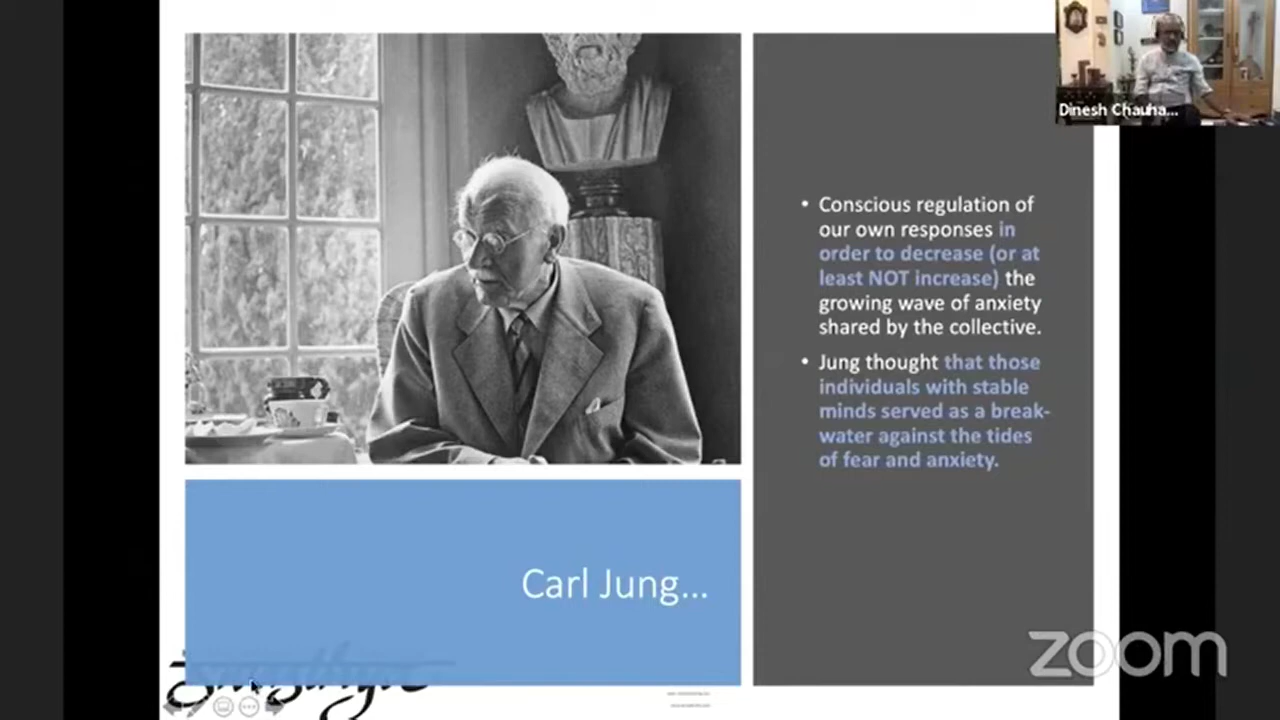 Dinesh Chauha...
• Conscious regulation of
our own responses in
order to decrease (or at
least NOT increase) the
growing wave of anxiety
shared by the collective.
• Jung thought that those
individuals with stable
minds served as a break-
water against the tides
of fear and anxiety.
Carl Jung...
zoom